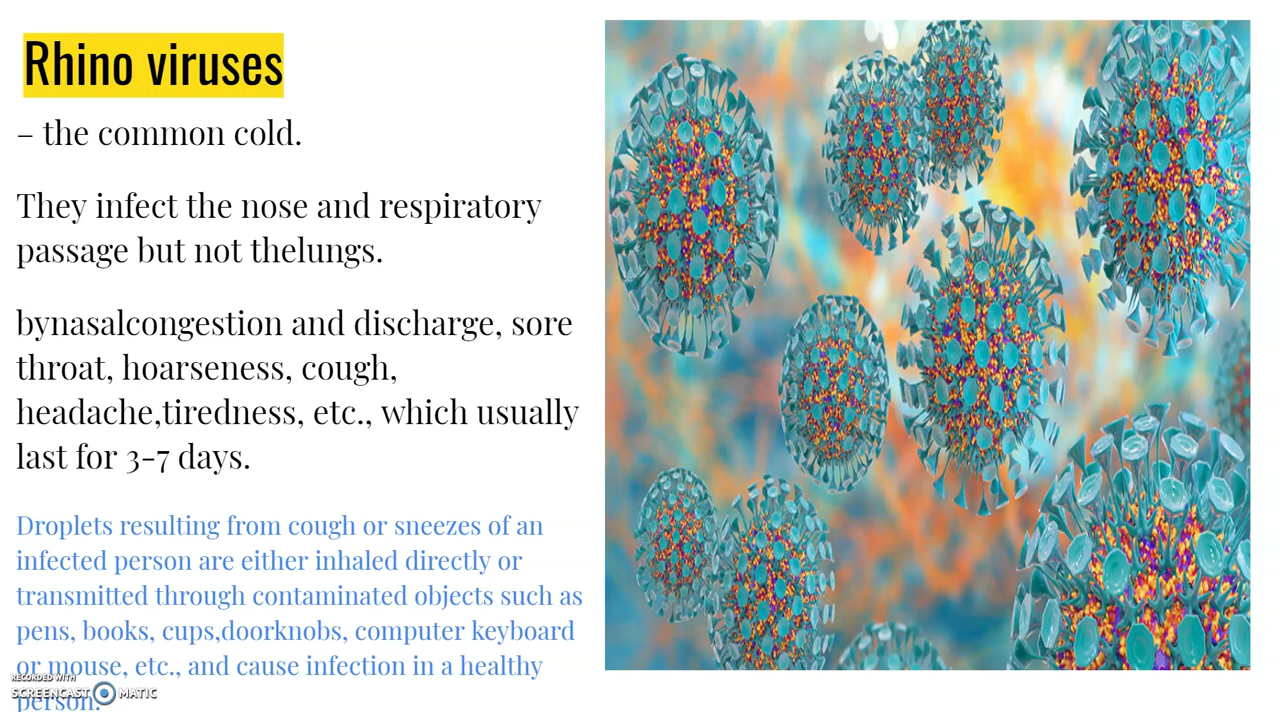 Rhino viruses
– the common cold.
They infect the nose and respiratory
passage but not thelungs.
bynasalcongestion and discharge, sore
throat, hoarseness, cough,
headache,tiredness, etc., which usually
last for 3-7 days.
Droplets resulting from cough or sneezes of an
infected person are either inhaled directly or
transmitted through contaminated objects such as
pens, books, cups,doorknobs, computer keyboard
or mouse, etc., and cause infection in a healthy
person.
RECORDED WITH
SCREENCAST MATIC